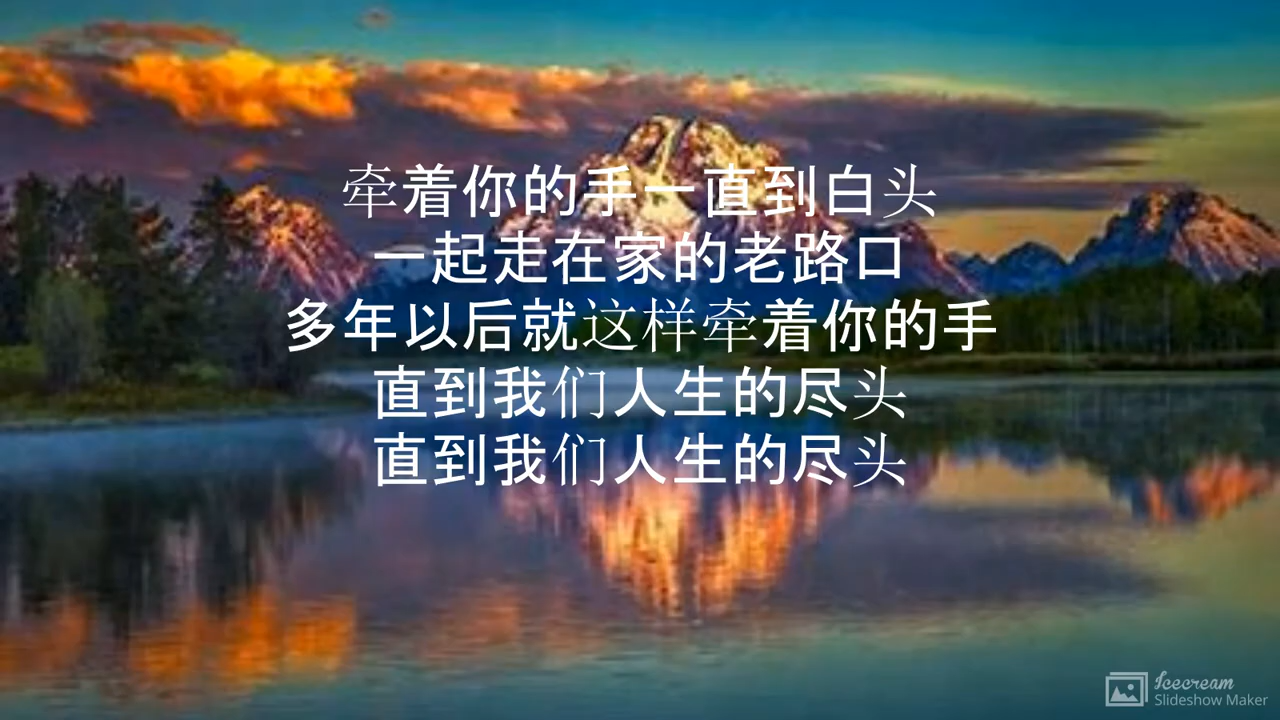 牵着你的手一直到白头
一起走在家的老路口
多年以后就这样牵着你的手
直到我们人生的尽头
直到我们人生的尽头
Icecream
Slideshow Maker